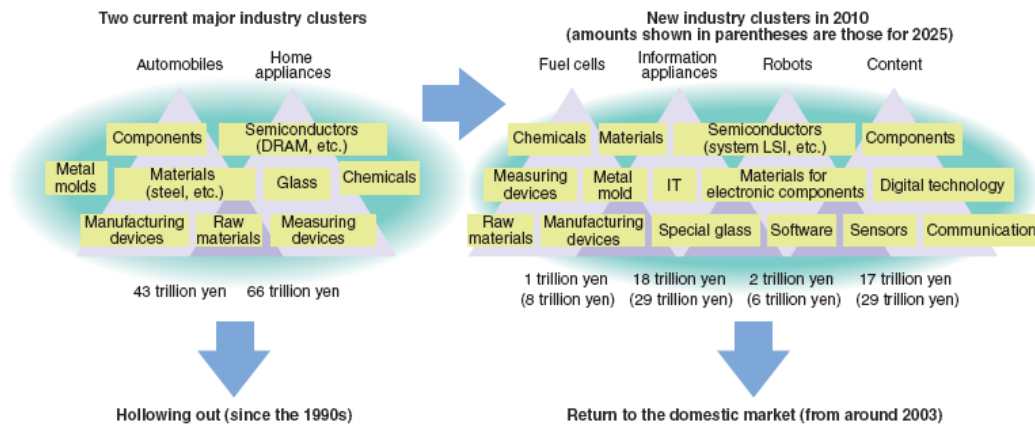 Two current major industry clusters
Automobiles
Home
appliances
Components
Semiconductors
(DRAM, etc.)
Metal
molds
Materials
(steel, etc.)
Glass
Chemicals
Manufacturing
devices
Raw
materials
Measuring
devices
43 trillion yen
66 trillion yen
Hollowing out (since the 1990s)
New industry clusters in 2010
(amounts shown in parentheses are those for 2025)
Fuel cells
Information
appliances
Robots
Content
Chemicals
Materials
Semiconductors
(system LSI, etc.)
Components
Measuring
devices
Metal
mold
IT
Materials for
electronic components
Digital technology
Raw
materials
Manufacturing
devices
Special glass
Software
Sensors
Communication
1 trillion yen
(8 trillion yen)
18 trillion yen
(29 trillion yen)
2 trillion yen
(6 trillion yen)
17 trillion yen
(29 trillion yen)
Return to the domestic market (from around 2003)